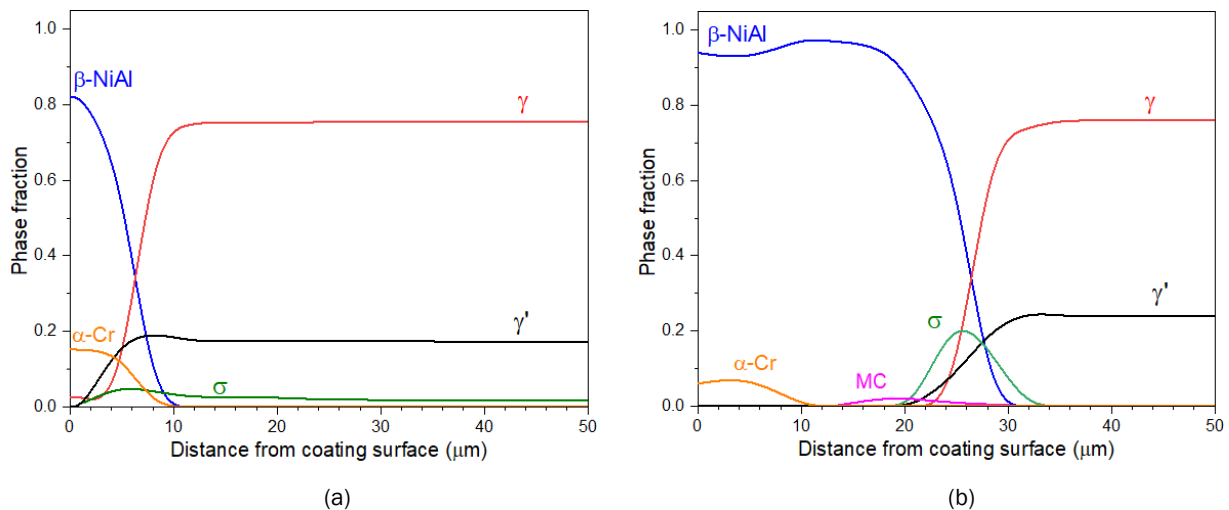 1.0
0.8
0.6
0.4
0.2
0.0
Phase fraction
β-NiAl
γ
γ'
α-Cr
σ
0 10 20 30 40 50
Distance from coating surface (μm)
(a)
1.0
0.8
0.6
0.4
0.2
0.0
Phase fraction
β-NiAl
γ
γ'
σ
α-Cr
MC
0 10 20 30 40 50
Distance from coating surface (μm)
(b)